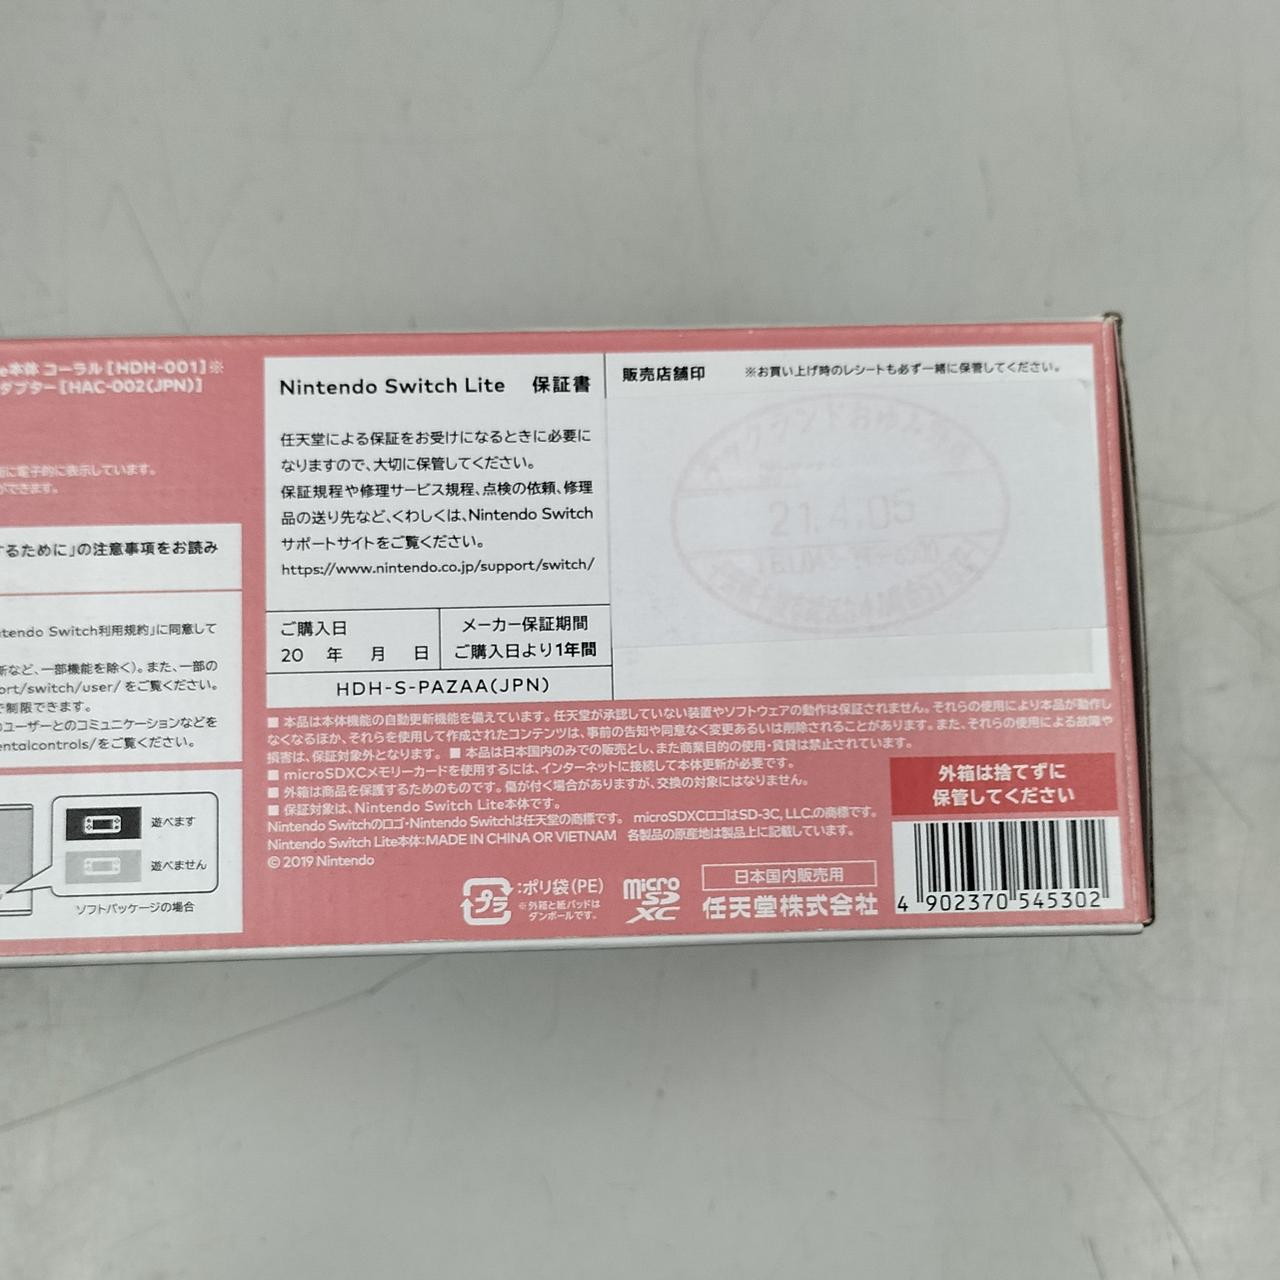 e本体 コーラル [HDH-001]※
ダプター [HAC-002(JPN)]
に電子的に表示しています。
ができます。
するために」の注意事項をお読み
ntendo Switch利用規約」に同意して
新など、一部機能を除く)。また、一部の
ort/switch/user/ をご覧ください。
で制限できます。
のユーザーとのコミュニケーションなどを
entalcontrols/をご覧ください。
遊べます
遊べません
ソフトパッケージの場合
Nintendo Switch Lite 保証書
任天堂による保証をお受けになるときに必要に
なりますので、大切に保管してください。
保証規程や修理サービス規程、点検の依頼、修理
品の送り先など、くわしくは、Nintendo Switch
サポートサイトをご覧ください。
https://www.nintendo.co.jp/support/switch/
ご購入日
20 年 月 日
メーカー保証期間
ご購入日より1年間
HDH-S-PAZAA(JPN)
販売店舗印 ※お買い上げ時のレシートも必ず一緒に保管してください。
21.4.05
■ 本品は本体機能の自動更新機能を備えています。任天堂が承認していない装置やソフトウェアの動作は保証されません。それらの使用により本品が動作し
なくなるほか、それらを使用して作成されたコンテンツは、事前の告知や同意なく変更あるいは削除されることがあります。また、それらの使用による故障や
損害は、保証対象外となります。 ■ 本品は日本国内のみでの販売とし、また商業目的の使用・賃貸は禁止されています。
■ microSDXCメモリーカードを使用するには、インターネットに接続して本体更新が必要です。
■ 外箱は商品を保護するためのものです。傷が付く場合がありますが、交換の対象にはなりません。
■ 保証対象は、Nintendo Switch Lite本体です。
Nintendo Switchのロゴ・Nintendo Switchは任天堂の商標です。 microSDXCロゴはSD-3C, LLC.の商標です。
Nintendo Switch Lite本体:MADE IN CHINA OR VIETNAM 各製品の原産地は製品上に記載しています。
© 2019 Nintendo
プラ
:ポリ袋(PE)
※外箱と紙パッドは
ダンボールです。
micro
SD
XC
日本国内販売用
任天堂株式会社
外箱は捨てずに
保管してください
4 902370 545302